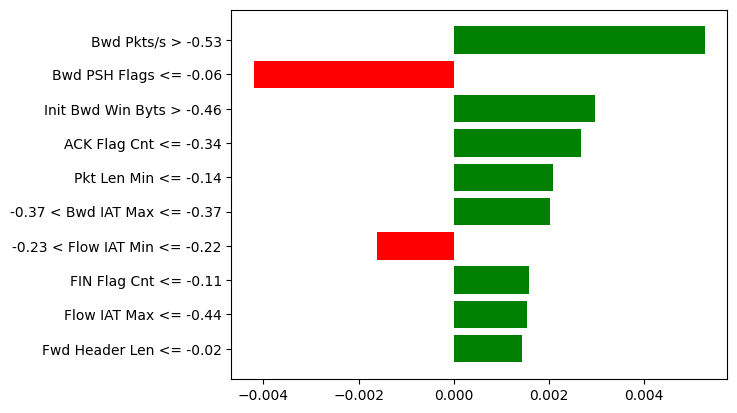 Bwd Pkts/s > -0.53
Bwd PSH Flags <= -0.06
Init Bwd Win Byts > -0.46
ACK Flag Cnt <= -0.34
Pkt Len Min <= -0.14
-0.37 < Bwd IAT Max <= -0.37
-0.23 < Flow IAT Min <= -0.22
FIN Flag Cnt <= -0.11
Flow IAT Max <= -0.44
Fwd Header Len <= -0.02
−0.004 −0.002 0.000 0.002 0.004